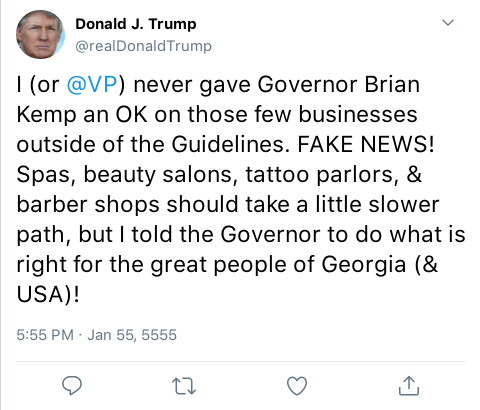 Donald J. Trump
@realDonaldTrump
I (or @VP) never gave Governor Brian
Kemp an OK on those few businesses
outside of the Guidelines. FAKE NEWS!
Spas, beauty salons, tattoo parlors, &
barber shops should take a little slower
path, but I told the Governor to do what is
right for the great people of Georgia (&
USA)!
5:55 PM · Jan 55, 5555